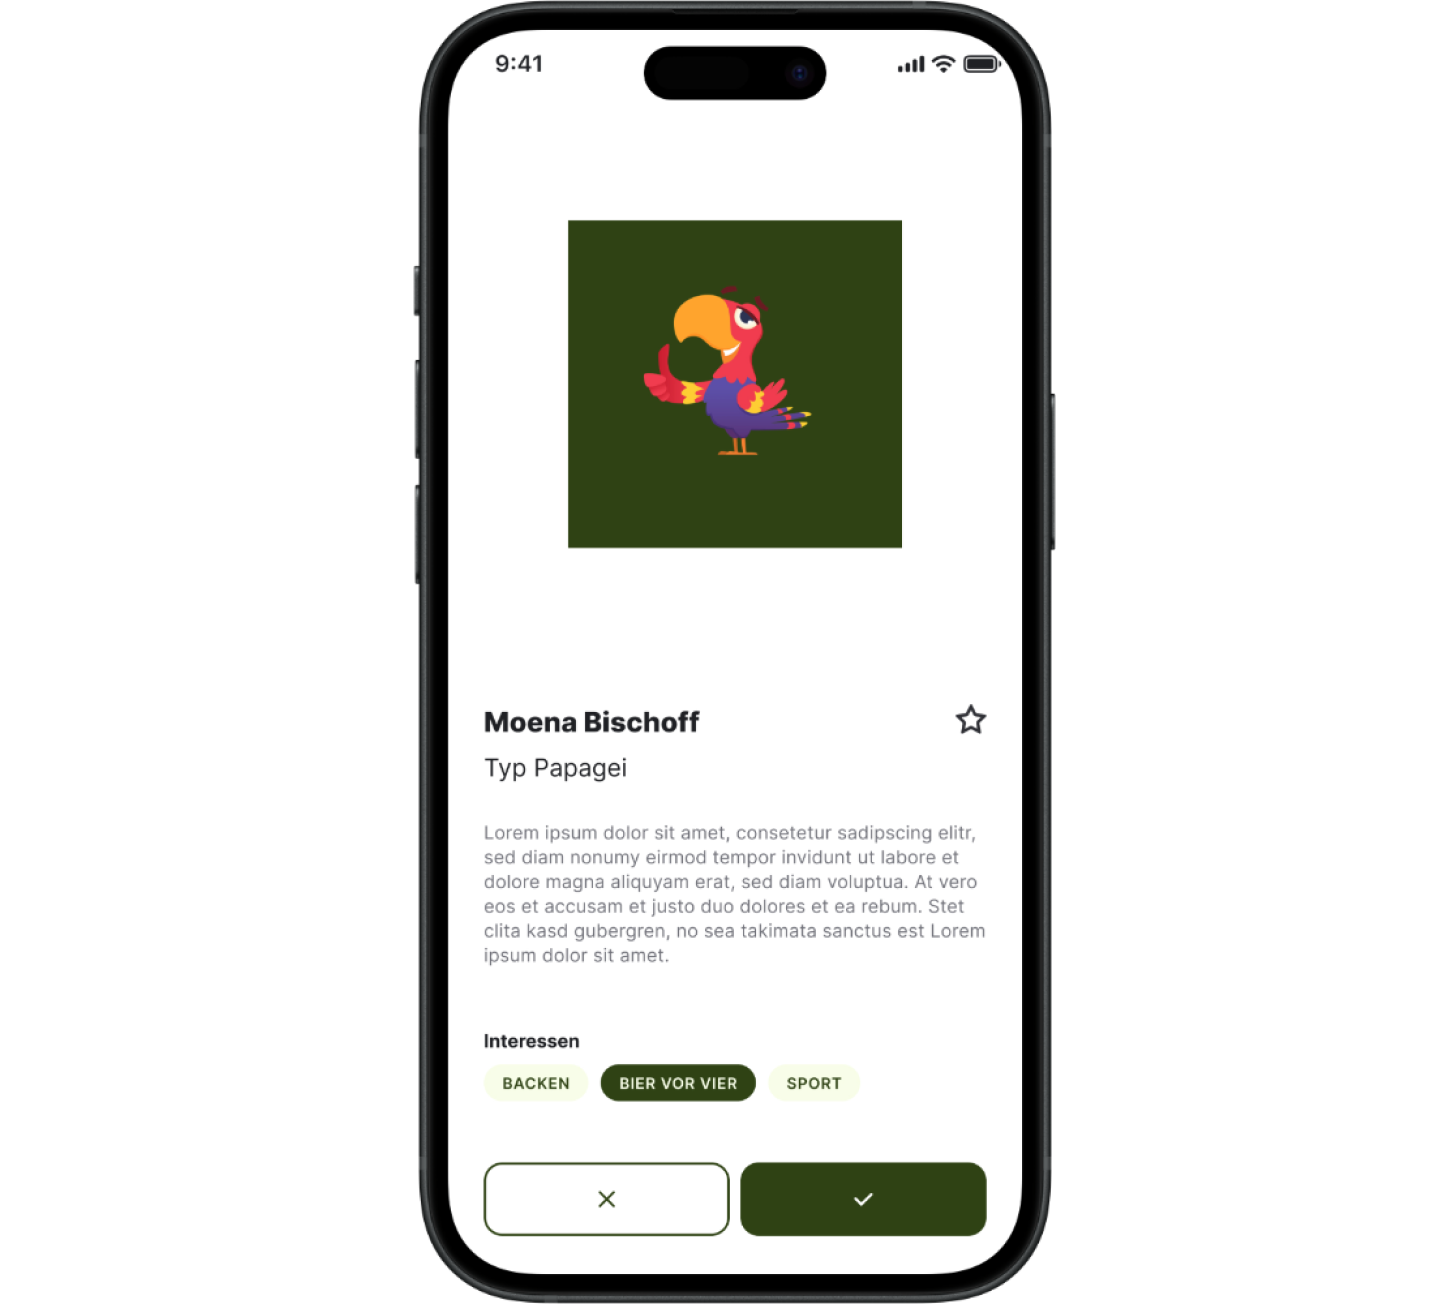 9:41
Moena Bischoff
Typ Papagei
Lorem ipsum dolor sit amet, consetetur sadipscing elitr,
sed diam nonumy eirmod tempor invidunt ut labore et
dolore magna aliquyam erat, sed diam voluptua. At vero
eos et accusam et justo duo dolores et ea rebum. Stet
clita kasd gubergren, no sea takimata sanctus est Lorem
ipsum dolor sit amet.
Interessen
BACKEN BIER VOR VIER SPORT